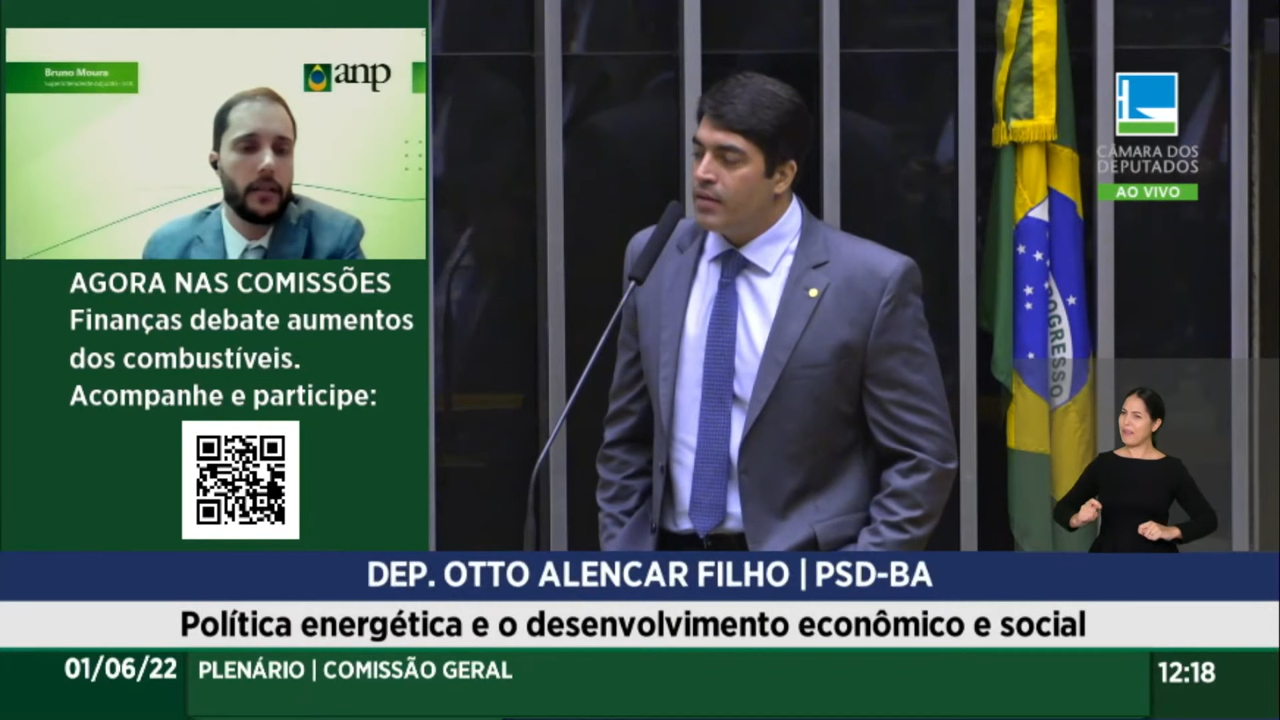 Bruno Moura
anp
AGORA NAS COMISSÕES
Finanças debate aumentos
dos combustíveis.
Acompanhe e participe:
CÂMARA DOS
DEPUTADOS
AO VIVO
PROGRESSO
DEP. OTTO ALENCAR FILHO | PSD-BA
Política energética e o desenvolvimento econômico e social
01/06/22
PLENÁRIO | COMISSÃO GERAL
12:18